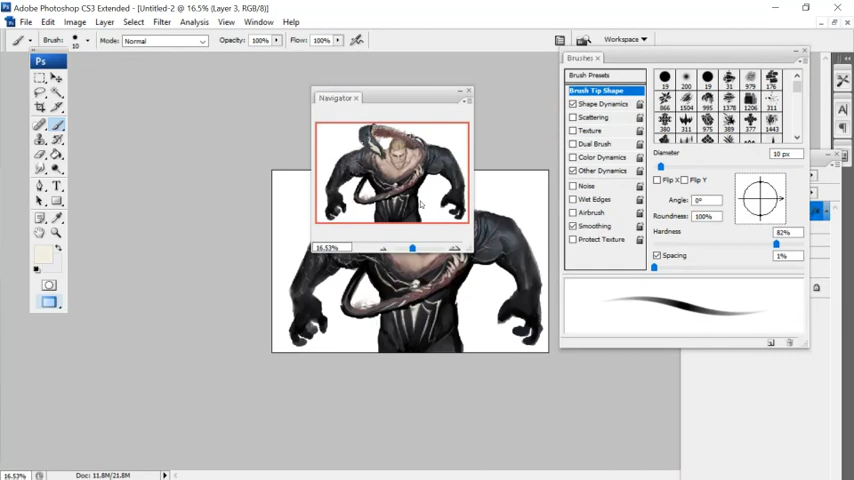 Adobe Photoshop CS3 Extended - [Untitled-2 @ 16.5% (Layer 3, RGB/8)]
File Edit Image Layer Select Filter Analysis View Window Help
Brush: 10 Mode: Normal Opacity: 100% Flow: 100% Workspace
Ps
T
Navigator
16.53%
Brushes
Brush Presets
Brush Tip Shape
Shape Dynamics
Scattering
Texture
Dual Brush
Color Dynamics
Other Dynamics
Noise
Wet Edges
Airbrush
Smoothing
Protect Texture
19 200 19 31 979 176
866 1504 995 1378 1206 311
380 311 975 389 377 1443
Diameter 10 px
Flip X Flip Y
Angle: 0º
Roundness: 100%
Hardness 82%
Spacing 1%
A
16.53% Doc: 11.8M/21.8M